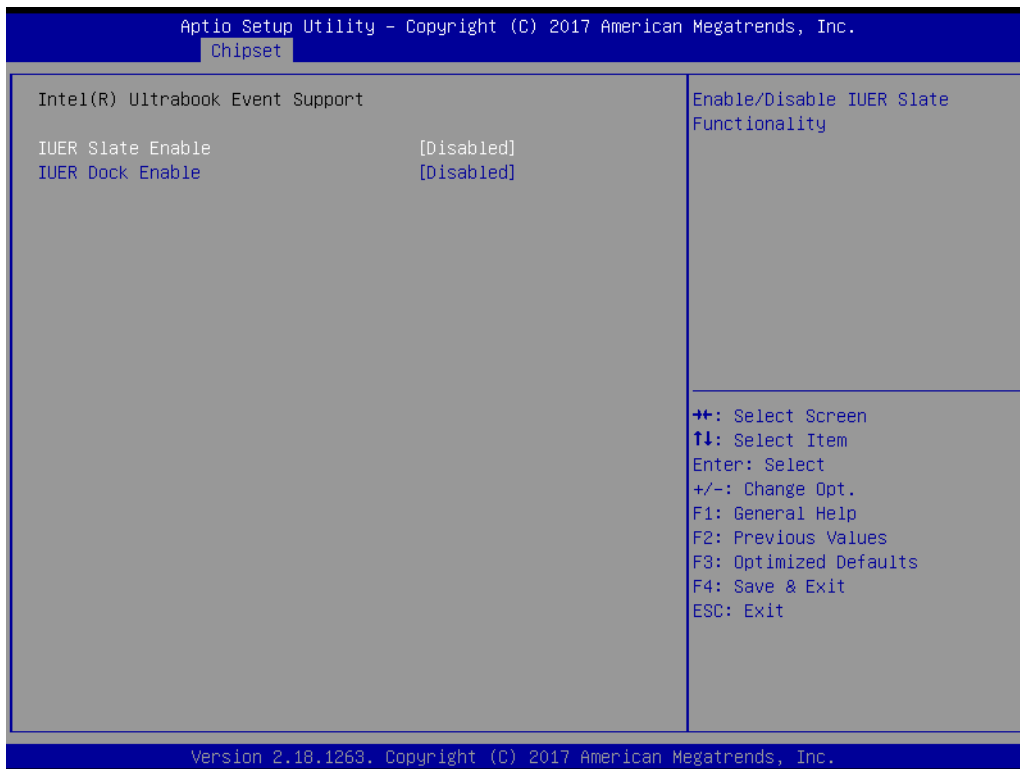 Aptio Setup Utility – Copyright (C) 2017 American Megatrends, Inc.
Chipset
Intel(R) Ultrabook Event Support
IUER Slate Enable [Disabled]
IUER Dock Enable [Disabled]
Enable/Disable IUER Slate
Functionality
→←: Select Screen
↑↓: Select Item
Enter: Select
+/-: Change Opt.
F1: General Help
F2: Previous Values
F3: Optimized Defaults
F4: Save & Exit
ESC: Exit
Version 2.18.1263. Copyright (C) 2017 American Megatrends, Inc.